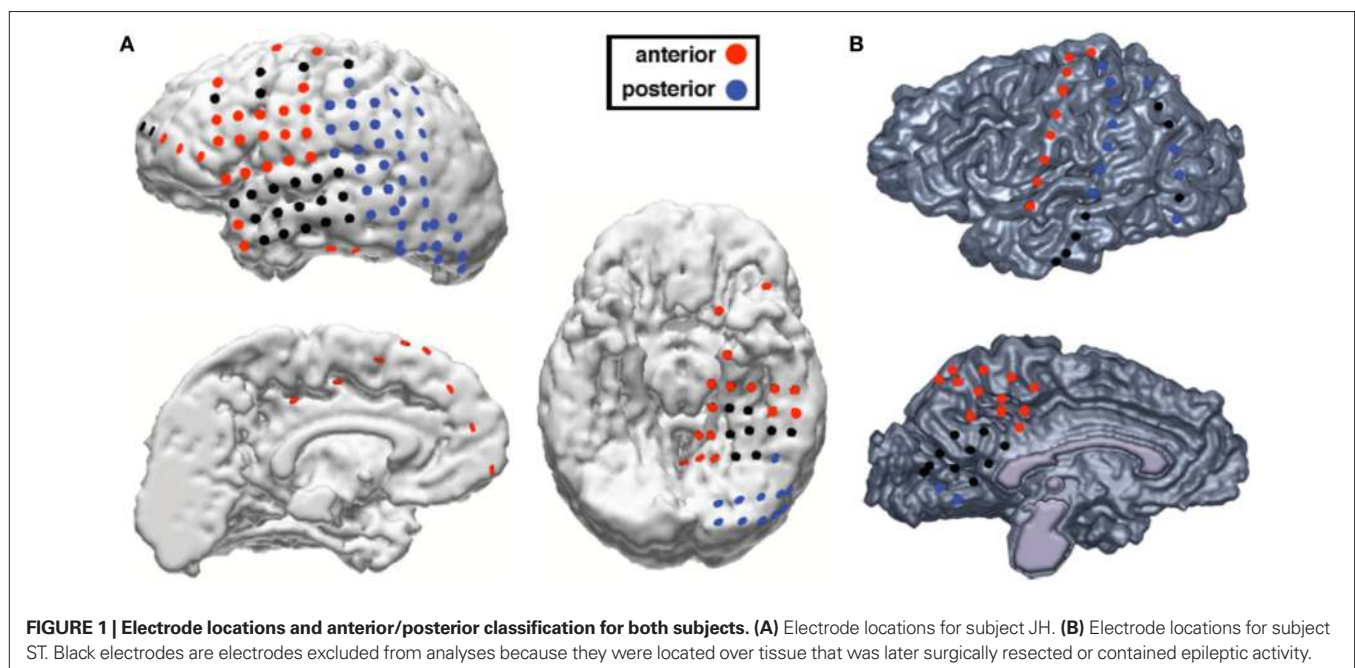 A
anterior
posterior
B
FIGURE 1 | Electrode locations and anterior/posterior classification for both subjects. (A) Electrode locations for subject JH. (B) Electrode locations for subject
ST. Black electrodes are electrodes excluded from analyses because they were located over tissue that was later surgically resected or contained epileptic activity.